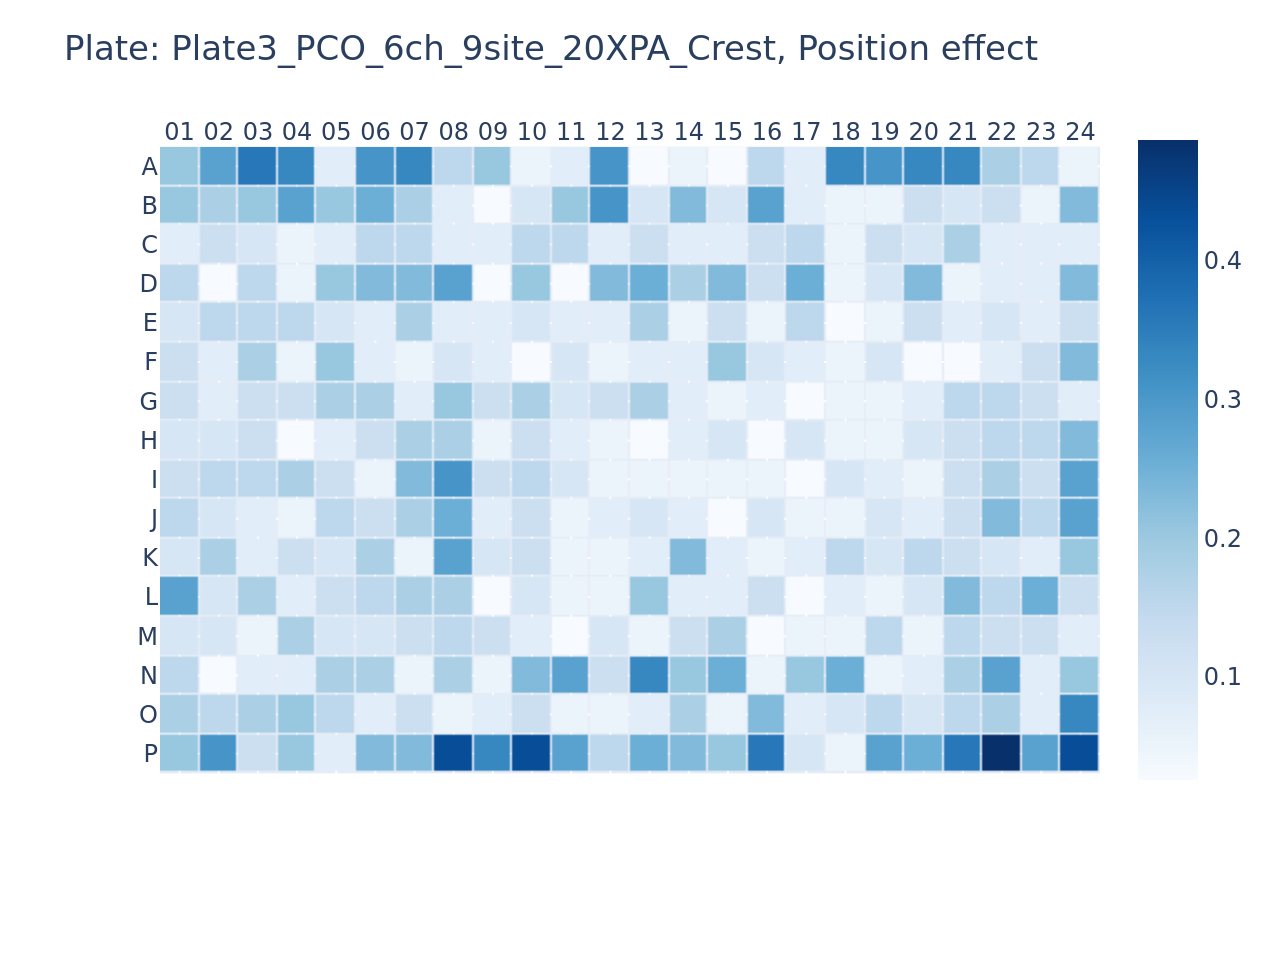 Plate: Plate3_PCO_6ch_9site_20XPA_Crest, Position effect
01 02 03 04 05 06 07 08 09 10 11 12 13 14 15 16 17 18 19 20 21 22 23 24
A
B
C
D
E
F
G
H
I
J
K
L
M
N
O
P
0.4
0.3
0.2
0.1